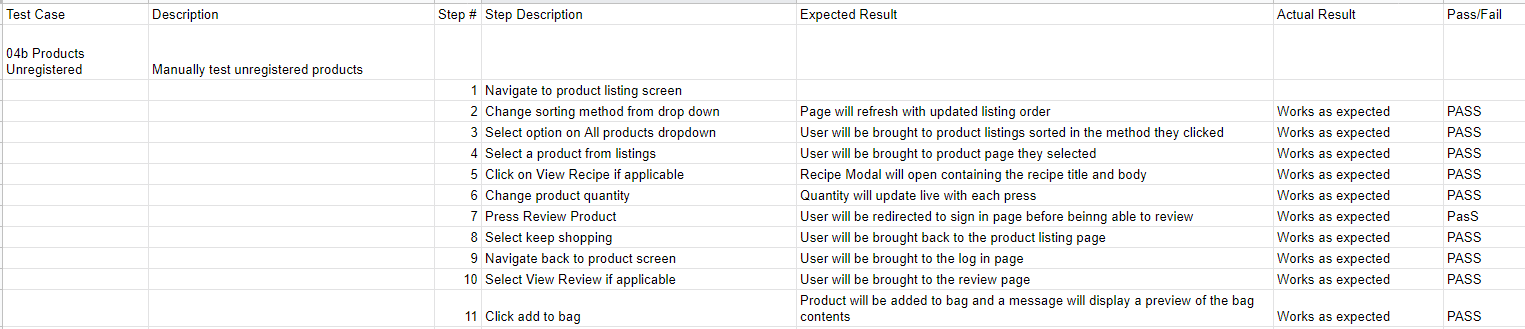 Test Case Description Step # Step Description Expected Result Actual Result Pass/Fail
04b Products
Unregistered Manually test unregistered products
1 Navigate to product listing screen
2 Change sorting method from drop down Page will refresh with updated listing order Works as expected PASS
3 Select option on All products dropdown User will be brought to product listings sorted in the method they clicked Works as expected PASS
4 Select a product from listings User will be brought to product page they selected Works as expected PASS
5 Click on View Recipe if applicable Recipe Modal will open containing the recipe title and body Works as expected PASS
6 Change product quantity Quantity will update live with each press Works as expected PASS
7 Press Review Product User will be redirected to sign in page before beinng able to review Works as expected PasS
8 Select keep shopping User will be brought back to the product listing page Works as expected PASS
9 Navigate back to product screen User will be brought to the log in page Works as expected PASS
10 Select View Review if applicable User will be brought to the review page Works as expected PASS
Product will be added to bag and a message will display a preview of the bag
11 Click add to bag contents Works as expected PASS